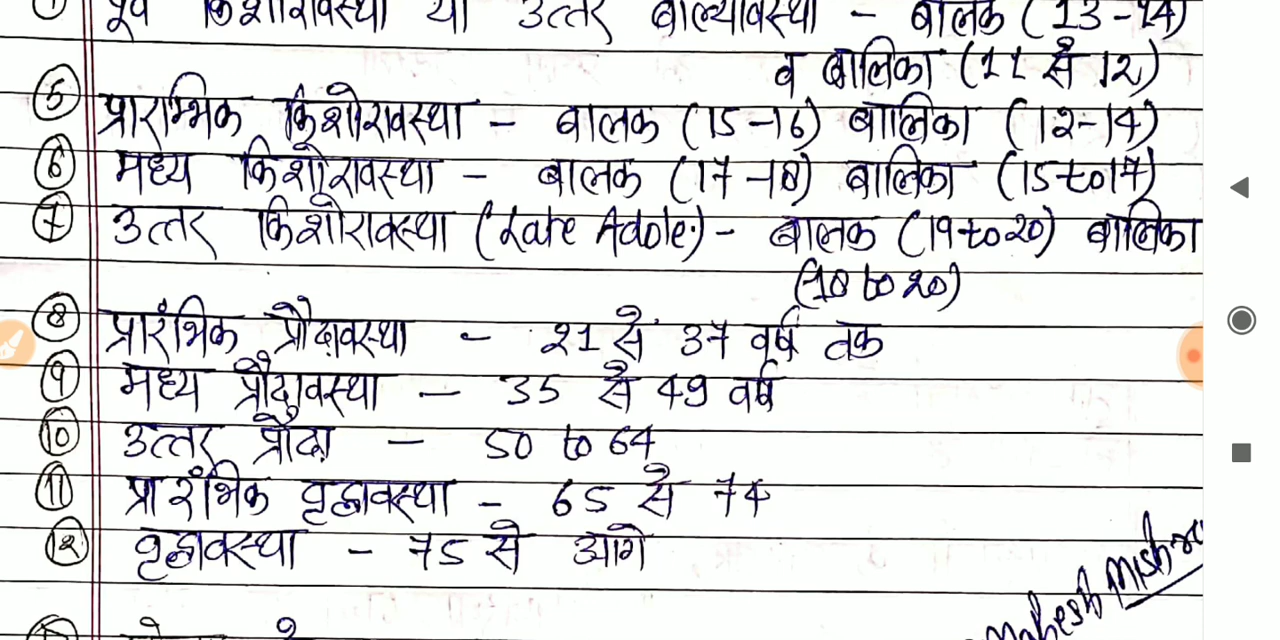 पूर्व किशोरावस्था या उत्तर बाल्यावस्था - बालक (13-14)
व बालिका (11 से 12)
5 प्रारम्भिक किशोरावस्था - बालक (15-16) बालिका (12-14)
6 मध्य किशोरावस्था - बालक (17-18) बालिका (15 to 17)
7 उत्तर किशोरावस्था (Late Adole.) - बालक (19 to 20) बालिका
(18 to 20)
8 प्रारंभिक प्रौढावस्था - 21 से 37 वर्ष तक
9 मध्य प्रौढावस्था - 35 से 49 वर्ष
10 उत्तर प्रौढा - 50 to 64
11 प्रारंभिक वृद्धावस्था - 65 से 74
12 वृद्धावस्था - 75 से आगे
Mahesh Mishra